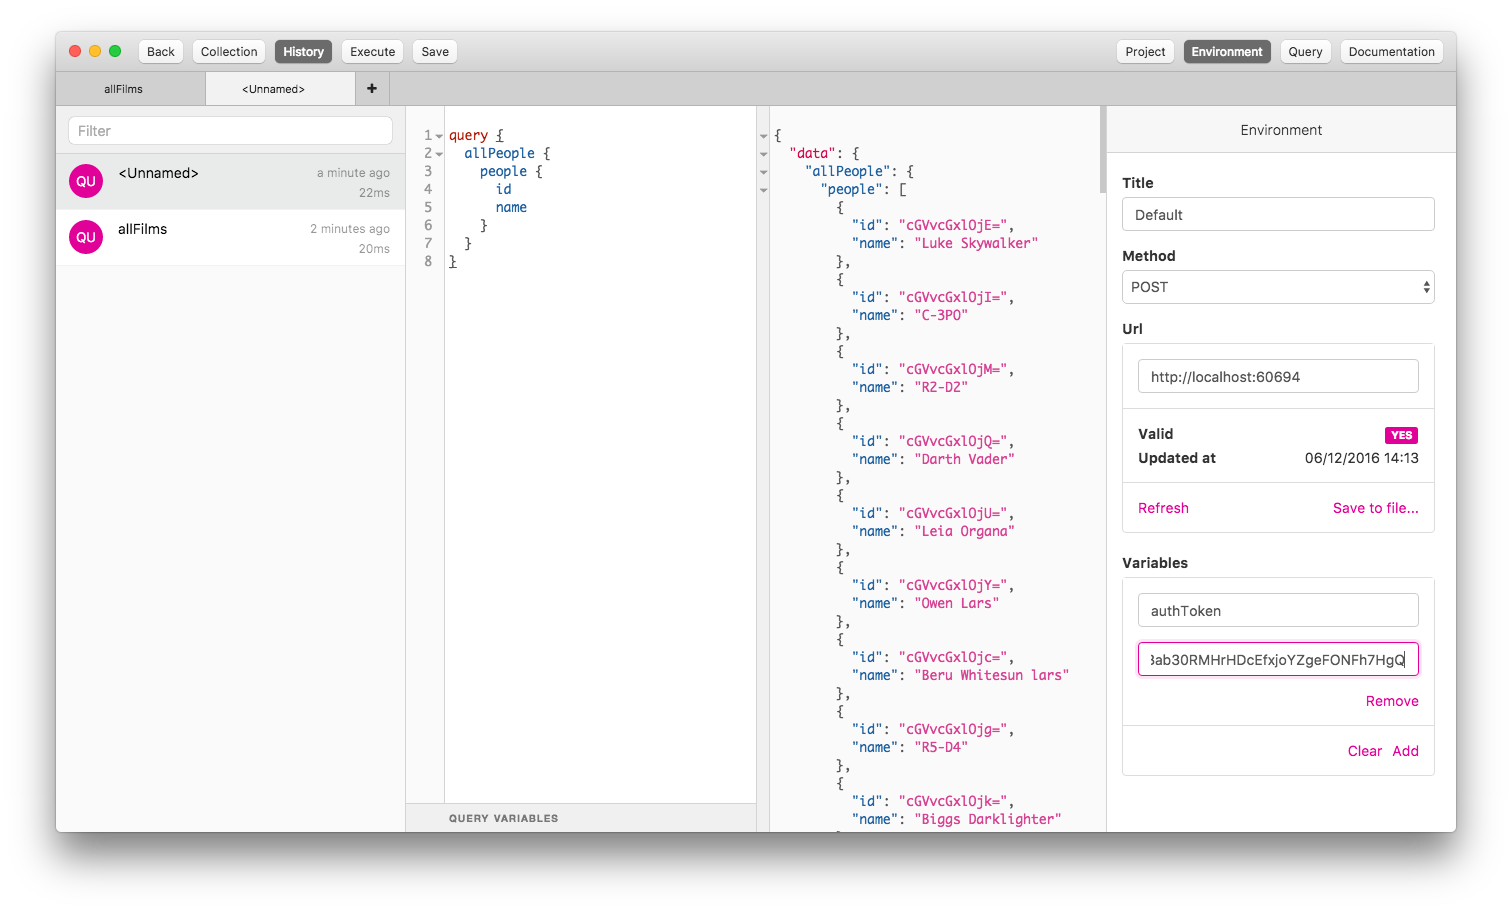 Back Collection History Execute Save Project Environment Query Documentation
allFilms <Unnamed> +
Filter
QU <Unnamed> a minute ago
22ms
QU allFilms 2 minutes ago
20ms
1 query {
2 allPeople {
3 people {
4 id
5 name
6 }
7 }
8 }
QUERY VARIABLES
{
"data": {
"allPeople": {
"people": [
{
"id": "cGVvcGxlOjE=",
"name": "Luke Skywalker"
},
{
"id": "cGVvcGxlOjI=",
"name": "C-3PO"
},
{
"id": "cGVvcGxlOjM=",
"name": "R2-D2"
},
{
"id": "cGVvcGxlOjQ=",
"name": "Darth Vader"
},
{
"id": "cGVvcGxlOjU=",
"name": "Leia Organa"
},
{
"id": "cGVvcGxlOjY=",
"name": "Owen Lars"
},
{
"id": "cGVvcGxlOjc=",
"name": "Beru Whitesun lars"
},
{
"id": "cGVvcGxlOjg=",
"name": "R5-D4"
},
{
"id": "cGVvcGxlOjk=",
"name": "Biggs Darklighter"
Environment
Title
Default
Method
POST
Url
http://localhost:60694
Valid YES
Updated at 06/12/2016 14:13
Refresh Save to file...
Variables
authToken
3ab30RMHrHDcEfxjoYZgeFONFh7HgQ
Remove
Clear Add